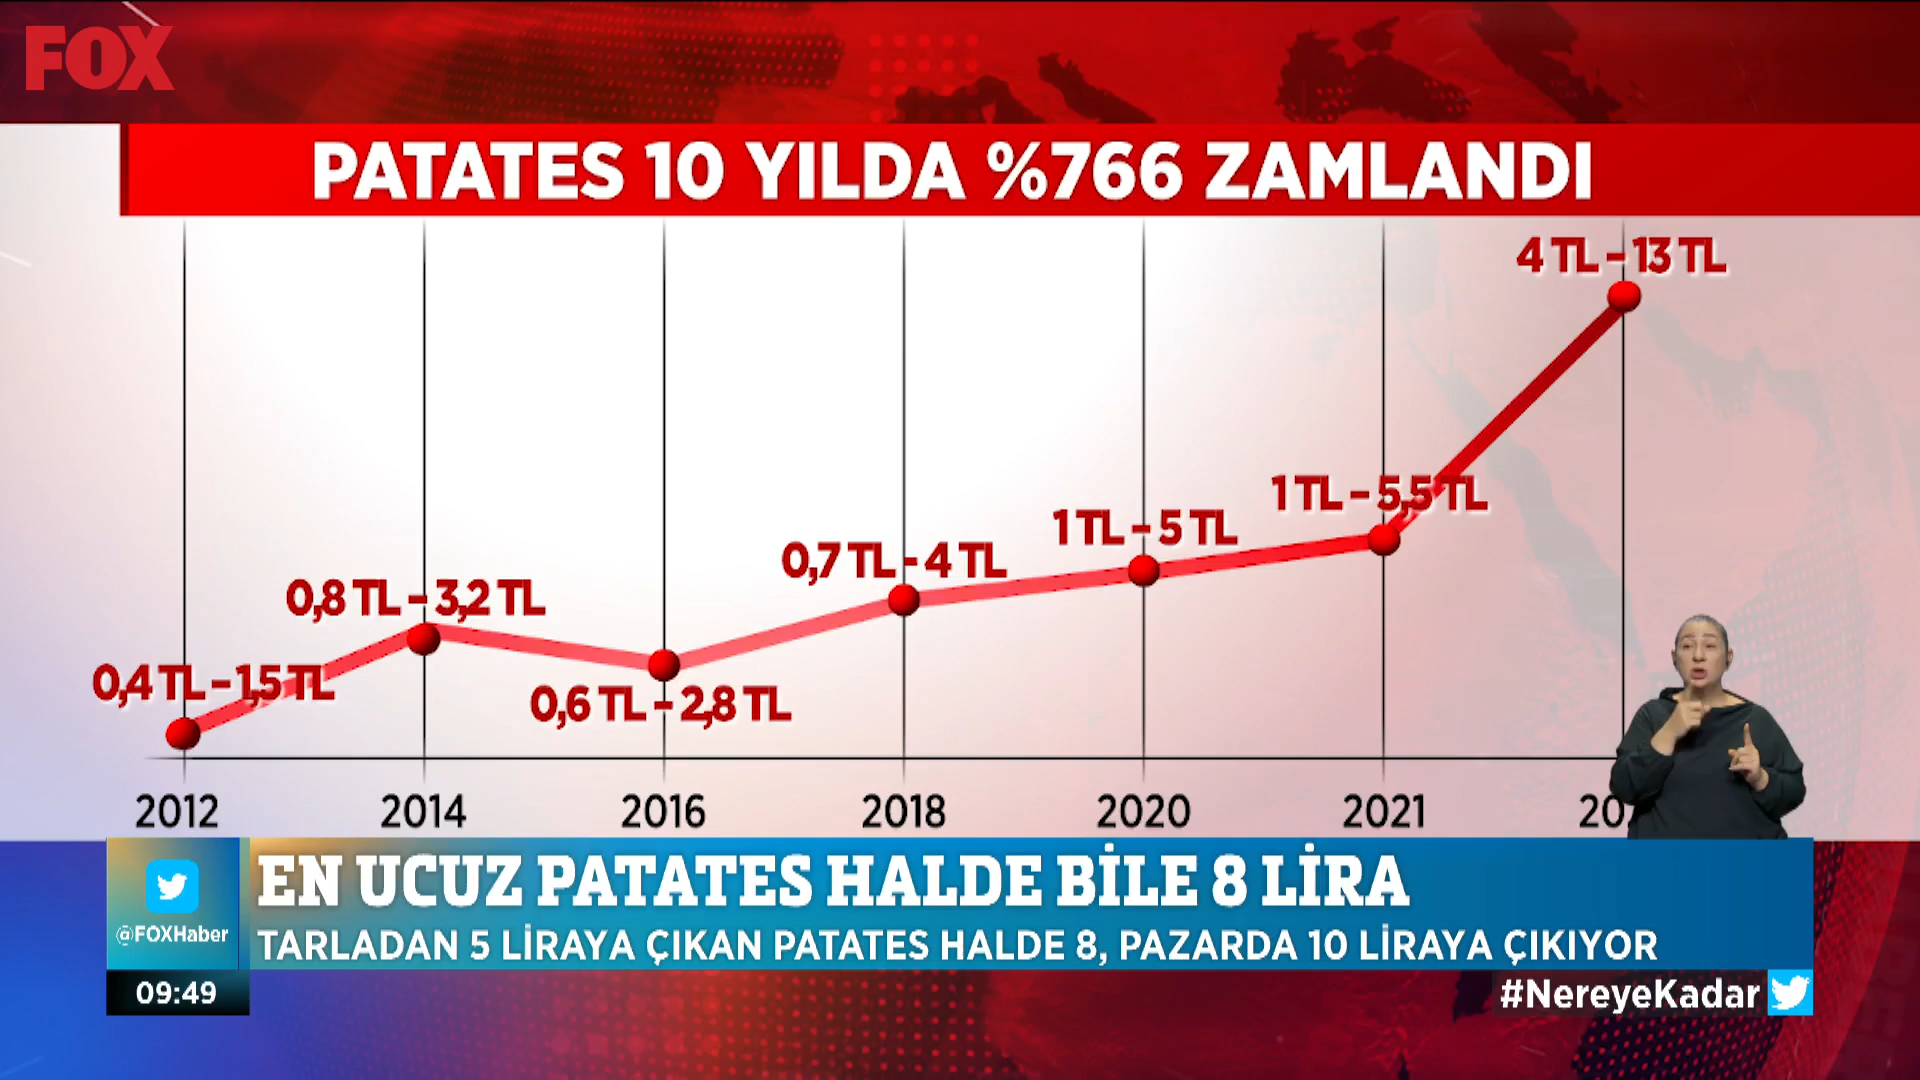 FOX
PATATES 10 YILDA %766 ZAMLANDI
4 TL - 13 TL
1 TL - 5,5 TL
1 TL - 5 TL
0,7 TL - 4 TL
0,8 TL - 3,2 TL
0,4 TL - 1,5 TL
0,6 TL - 2,8 TL
2012 2014 2016 2018 2020 2021
EN UCUZ PATATES HALDE BİLE 8 LİRA
@FOXHaber
TARLADAN 5 LİRAYA ÇIKAN PATATES HALDE 8, PAZARDA 10 LİRAYA ÇIKIYOR
09:49
#NereyeKadar